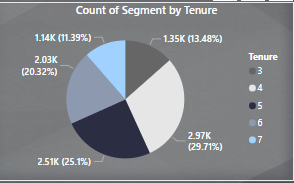 Count of Segment by Tenure
1.14K (11.39%)
1.35K (13.48%)
2.03K
(20.32%)
Tenure
3
4
5
6
7
2.97K
(29.71%)
2.51K (25.1%)